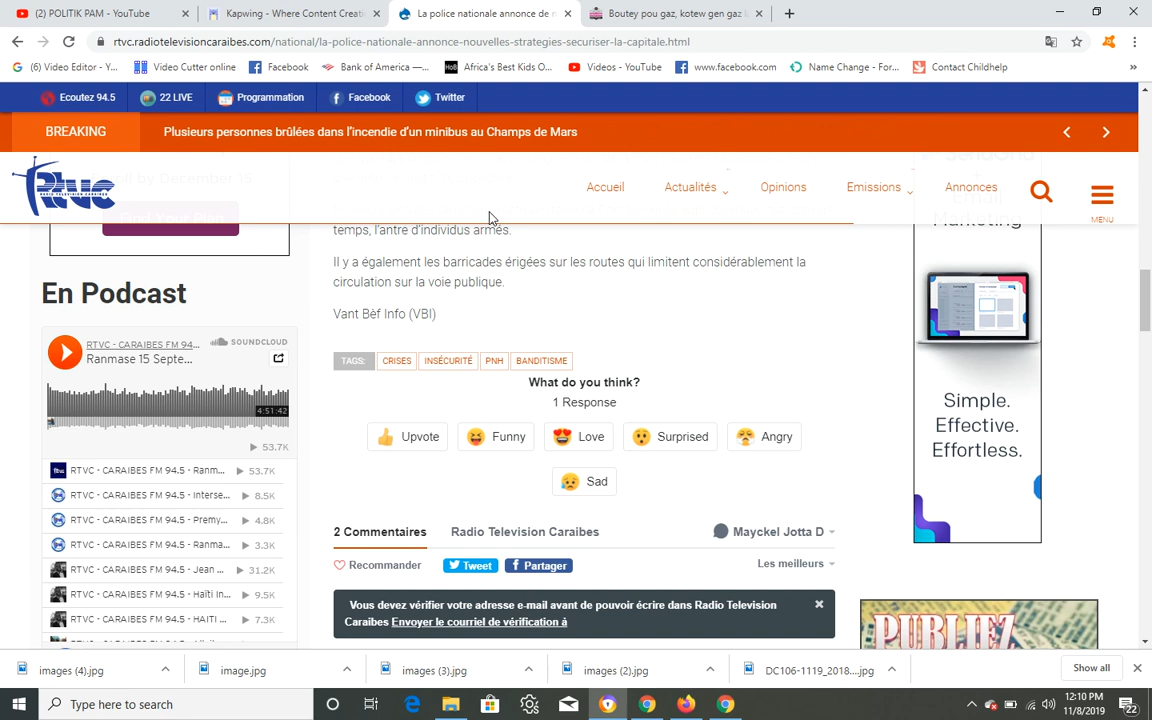 (2) POLITIK PAM - YouTube
Kapwing - Where Content Creati
La police nationale annonce de n
Boutey pou gaz, kotew gen gaz k
rtvc.radiotelevisioncaraibes.com/national/la-police-nationale-annonce-nouvelles-strategies-securiser-la-capitale.html
(6) Video Editor - Y...
Video Cutter online
Facebook
Bank of America —...
Africa's Best Kids O...
Videos - YouTube
www.facebook.com
Name Change - For...
Contact Childhelp
Ecoutez 94.5
22 LIVE
Programmation
Facebook
Twitter
BREAKING
Plusieurs personnes brûlées dans l'incendie d'un minibus au Champs de Mars
Rtvc
RADIO TELEVISION CARAIBES
Accueil
Actualités
Opinions
Emissions
Annonces
MENU
Marketing
temps, l'antre d'individus armés.
Il y a également les barricades érigées sur les routes qui limitent considérablement la
circulation sur la voie publique.
Vant Bèf Info (VBI)
En Podcast
RTVC - CARAIBES FM 94...
SOUNDCLOUD
Ranmase 15 Septe...
4:51:42
53.7K
RTVC - CARAIBES FM 94.5 - Ranm... 53.7K
RTVC - CARAIBES FM 94.5 - Interse... 8.5K
RTVC - CARAIBES FM 94.5 - Premy... 4.8K
RTVC - CARAIBES FM 94.5 - Ranma... 3.3K
RTVC - CARAIBES FM 94.5 - Jean ... 31.2K
RTVC - CARAIBES FM 94.5 - Haïti In... 9.5K
RTVC - CARAIBES FM 94.5 - HAITI ... 7.3K
TAGS:
CRISES
INSÉCURITÉ
PNH
BANDITISME
What do you think?
1 Response
Upvote
Funny
Love
Surprised
Angry
Sad
2 Commentaires
Radio Television Caraibes
Mayckel Jotta D
Recommander
Tweet
Partager
Les meilleurs
Vous devez vérifier votre adresse e-mail avant de pouvoir écrire dans Radio Television
Caraibes Envoyer le courriel de vérification à
Simple.
Effective.
Effortless.
PUBLIEZ
images (4).jpg
image.jpg
images (3).jpg
images (2).jpg
DC106-1119_2018....jpg
Show all
Type here to search
12:10 PM
11/8/2019
22